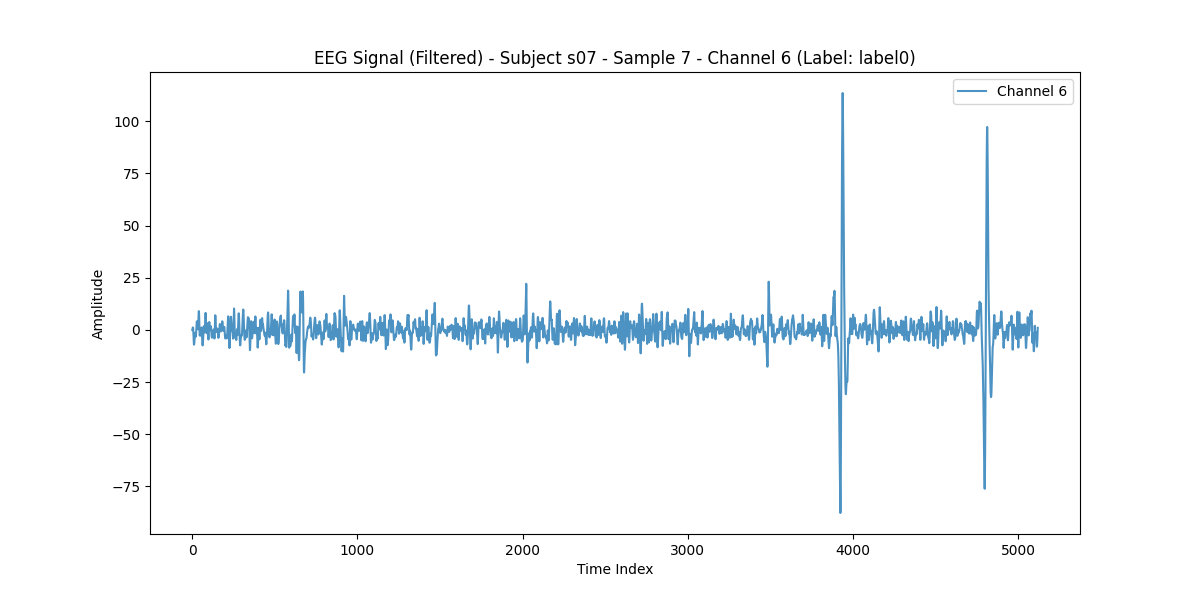 EEG Signal (Filtered) - Subject s07 - Sample 7 - Channel 6 (Label: label0)
Channel 6
100
75
50
25
0
−25
−50
−75
Amplitude
0 1000 2000 3000 4000 5000
Time Index